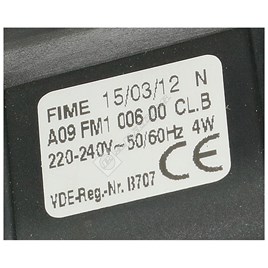 FIME 15/03/12 N
A09 FM1 006 00 CL.B
220-240V~50/60Hz 4W
VDE-Reg.-Nr. B707 CE